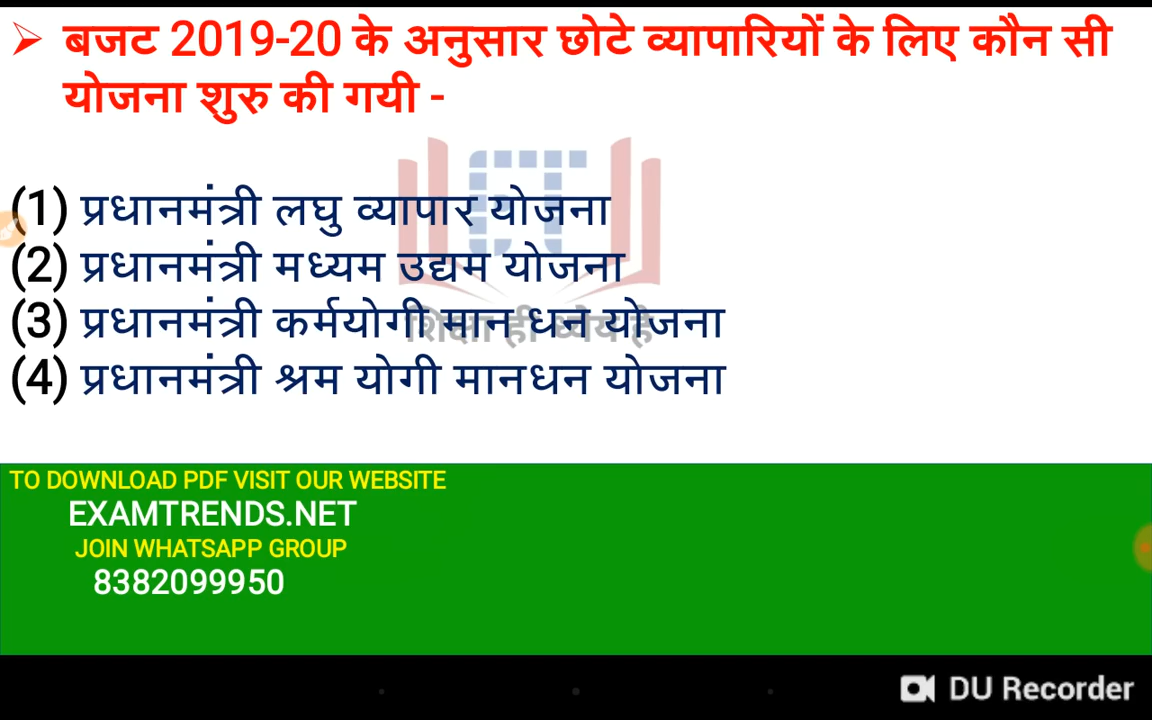 ➢ बजट 2019-20 के अनुसार छोटे व्यापारियों के लिए कौन सी
योजना शुरु की गयी -
(1) प्रधानमंत्री लघु व्यापार योजना
(2) प्रधानमंत्री मध्यम उद्यम योजना
(3) प्रधानमंत्री कर्मयोगी मान धन योजना
शिक्षा ही ध्येय है
(4) प्रधानमंत्री श्रम योगी मानधन योजना
TO DOWNLOAD PDF VISIT OUR WEBSITE
EXAMTRENDS.NET
JOIN WHATSAPP GROUP
8382099950
DU Recorder